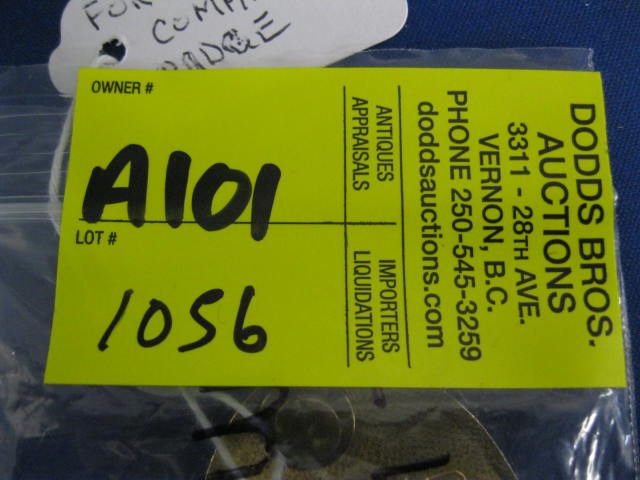 OWNER #
A101
LOT #
1056
ANTIQUES
APPRAISALS
IMPORTERS
LIQUIDATIONS
DODDS BROS.
AUCTIONS
3311 - 28TH AVE.
VERNON, B.C.
PHONE 250-545-3259
doddsauctions.com